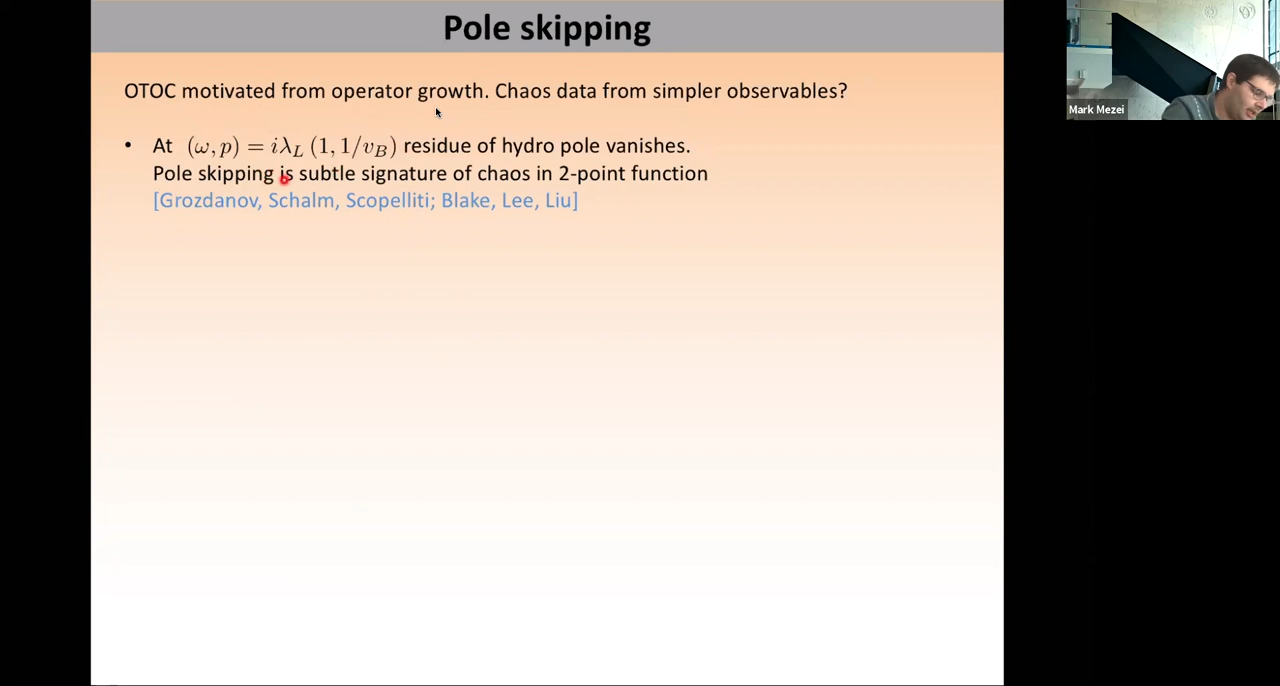 Pole skipping
OTOC motivated from operator growth. Chaos data from simpler observables?
• At (ω, p) = iλ_L (1, 1/v_B) residue of hydro pole vanishes.
Pole skipping is subtle signature of chaos in 2-point function
[Grozdanov, Schalm, Scopelliti; Blake, Lee, Liu]
Mark Mezei